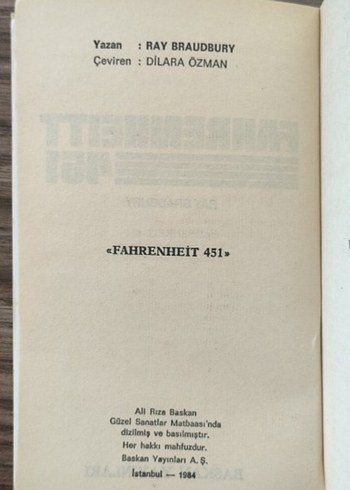 Yazan : RAY BRAUDBURY
Çeviren : DİLARA ÖZMAN
«FAHRENHEİT 451»
Ali Rıza Baskan
Güzel Sanatlar Matbaası'nda
dizilmiş ve basılmıştır.
Her hakkı mahfuzdur.
Baskan Yayınları A. Ş.
İstanbul — 1984